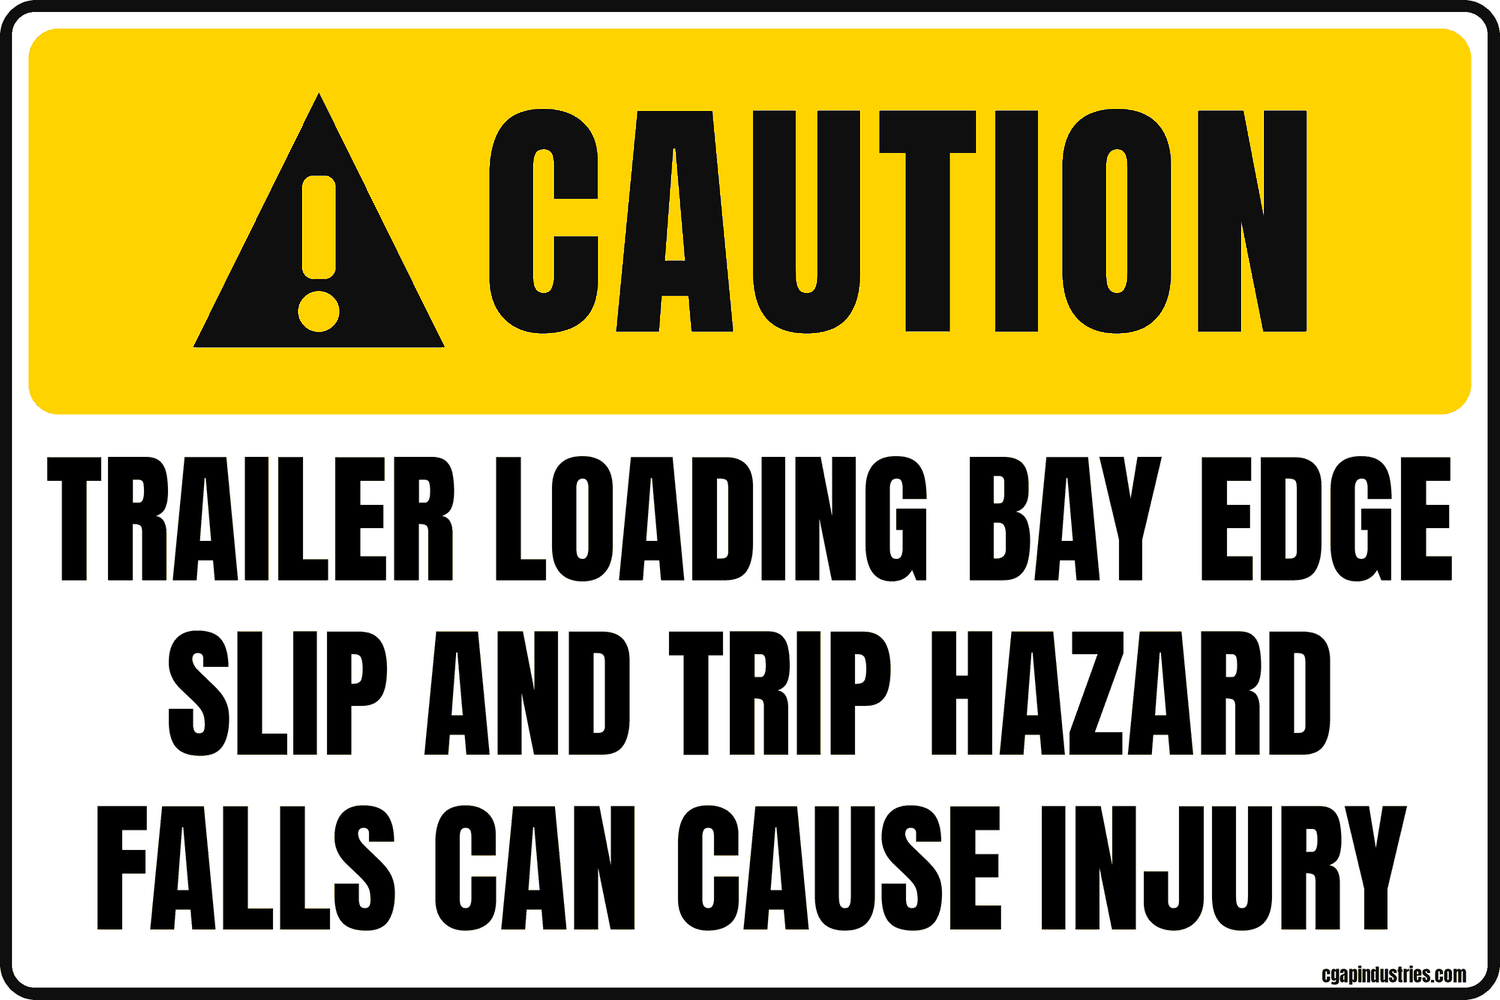 CAUTION
TRAILER LOADING BAY EDGE
SLIP AND TRIP HAZARD
FALLS CAN CAUSE INJURY
cgapindustries.com